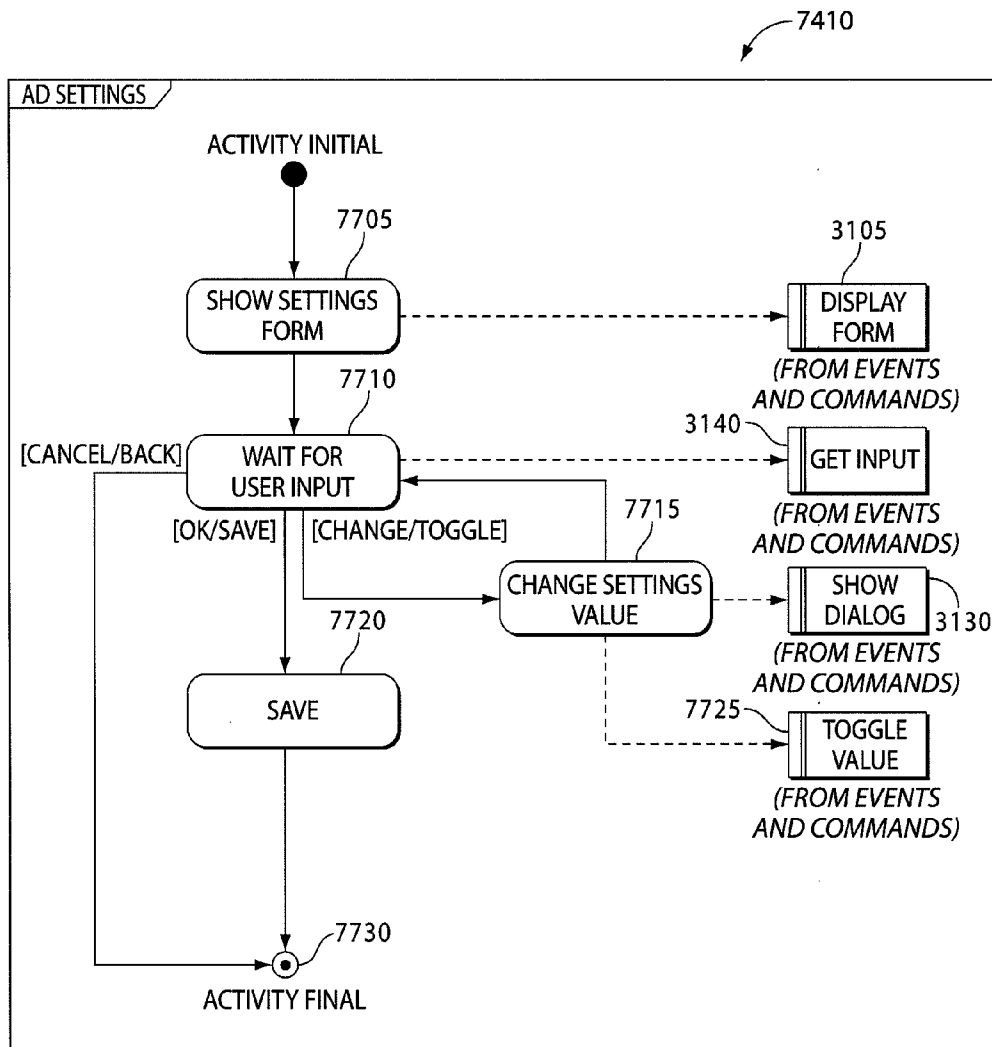 7410
AD SETTINGS
ACTIVITY INITIAL
7705
SHOW SETTINGS
FORM
3105
DISPLAY
FORM
(FROM EVENTS
AND COMMANDS)
7710
WAIT FOR
USER INPUT
3140
GET INPUT
(FROM EVENTS
AND COMMANDS)
[CANCEL/BACK]
[OK/SAVE]
[CHANGE/TOGGLE]
7715
CHANGE SETTINGS
VALUE
SHOW
DIALOG
3130
(FROM EVENTS
AND COMMANDS)
7720
SAVE
7725
TOGGLE
VALUE
(FROM EVENTS
AND COMMANDS)
7730
ACTIVITY FINAL